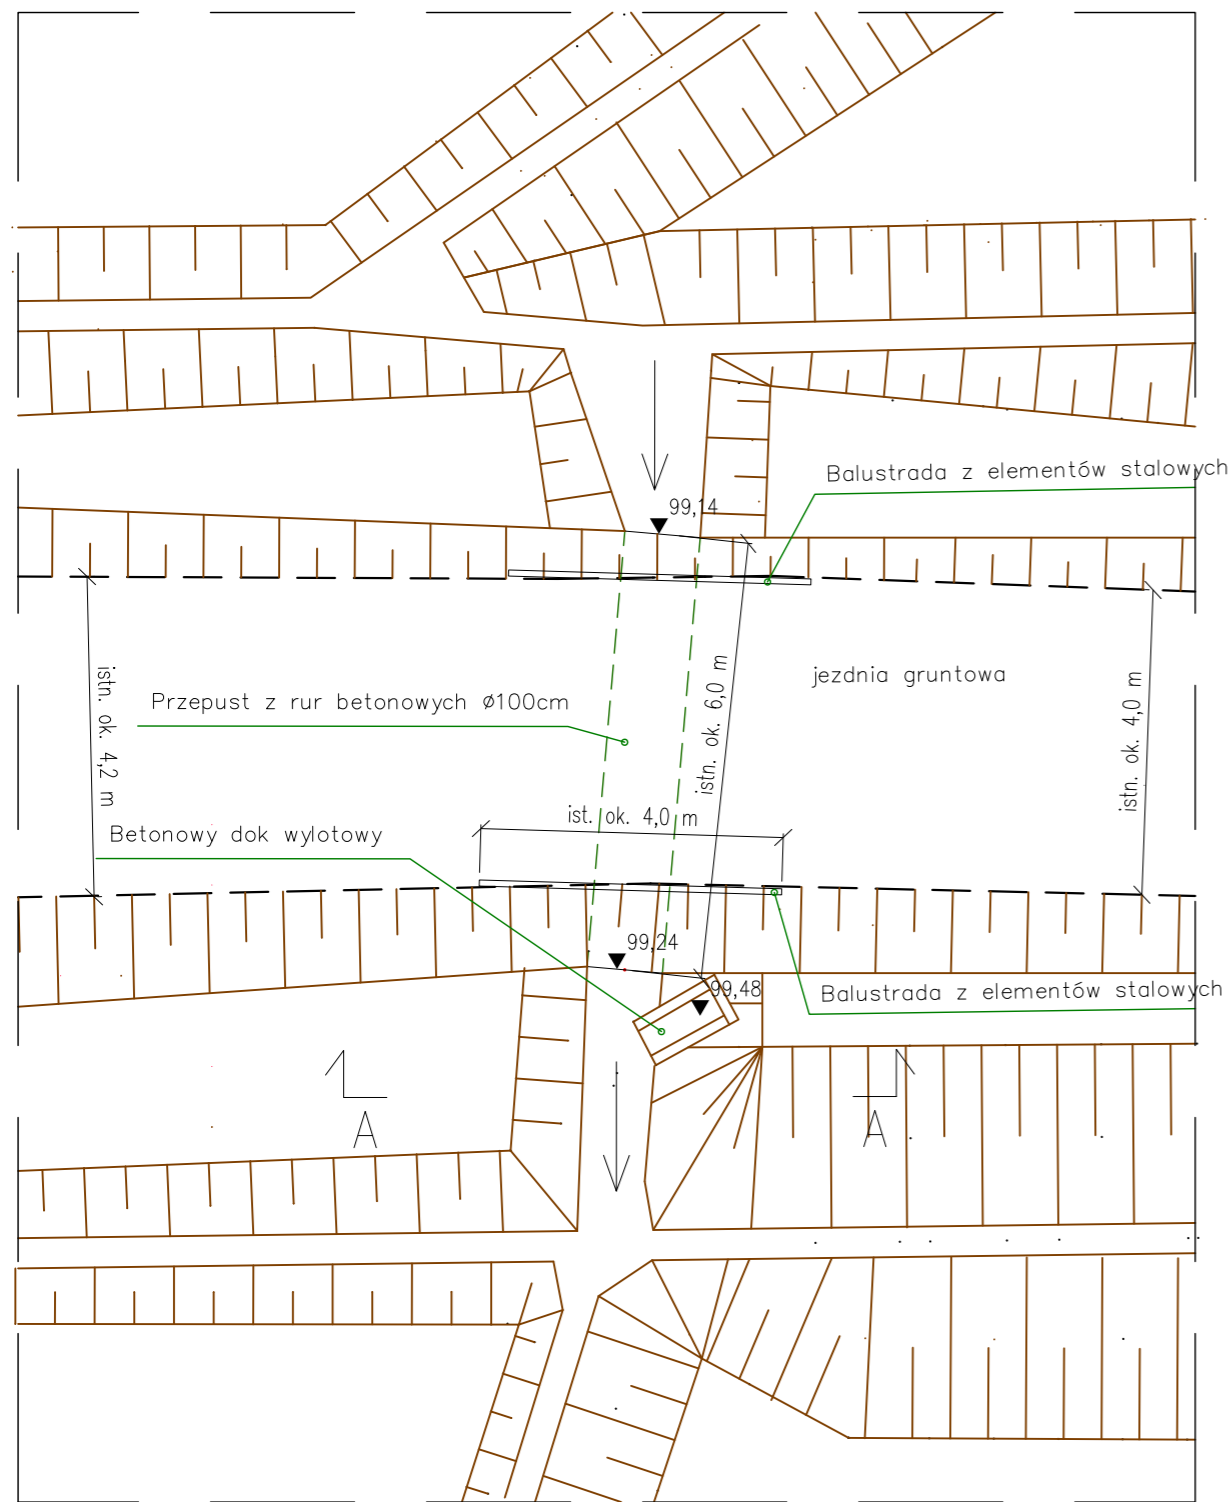 Balustrada z elementów stalowych
99,14
jezdnia gruntowa
istn. ok. 4,2 m
Przepust z rur betonowych ø100cm
istn. ok. 6,0 m
istn. ok. 4,0 m
ist. ok. 4,0 m
Betonowy dok wylotowy
99,24
99,48
Balustrada z elementów stalowych
A
A